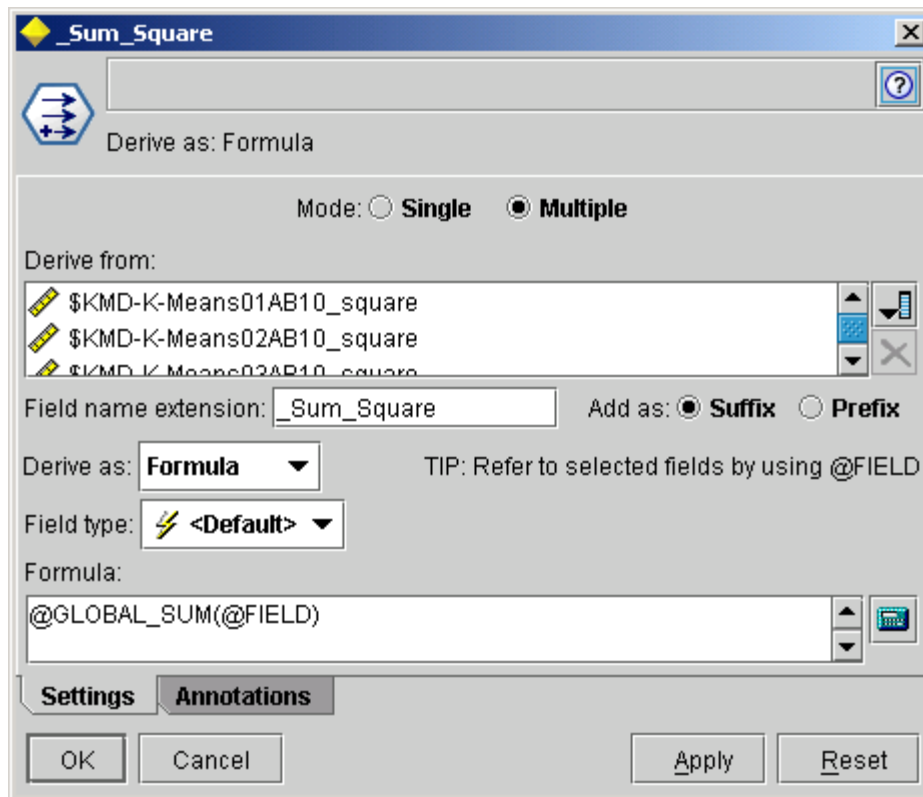 _Sum_Square
Derive as: Formula
Mode: Single Multiple
Derive from:
$KMD-K-Means01AB10_square
$KMD-K-Means02AB10_square
$KMD-K-Means03AB10_square
Field name extension: _Sum_Square Add as: Suffix Prefix
Derive as: Formula TIP: Refer to selected fields by using @FIELD
Field type: <Default>
Formula:
@GLOBAL_SUM(@FIELD)
Settings Annotations
OK Cancel Apply Reset